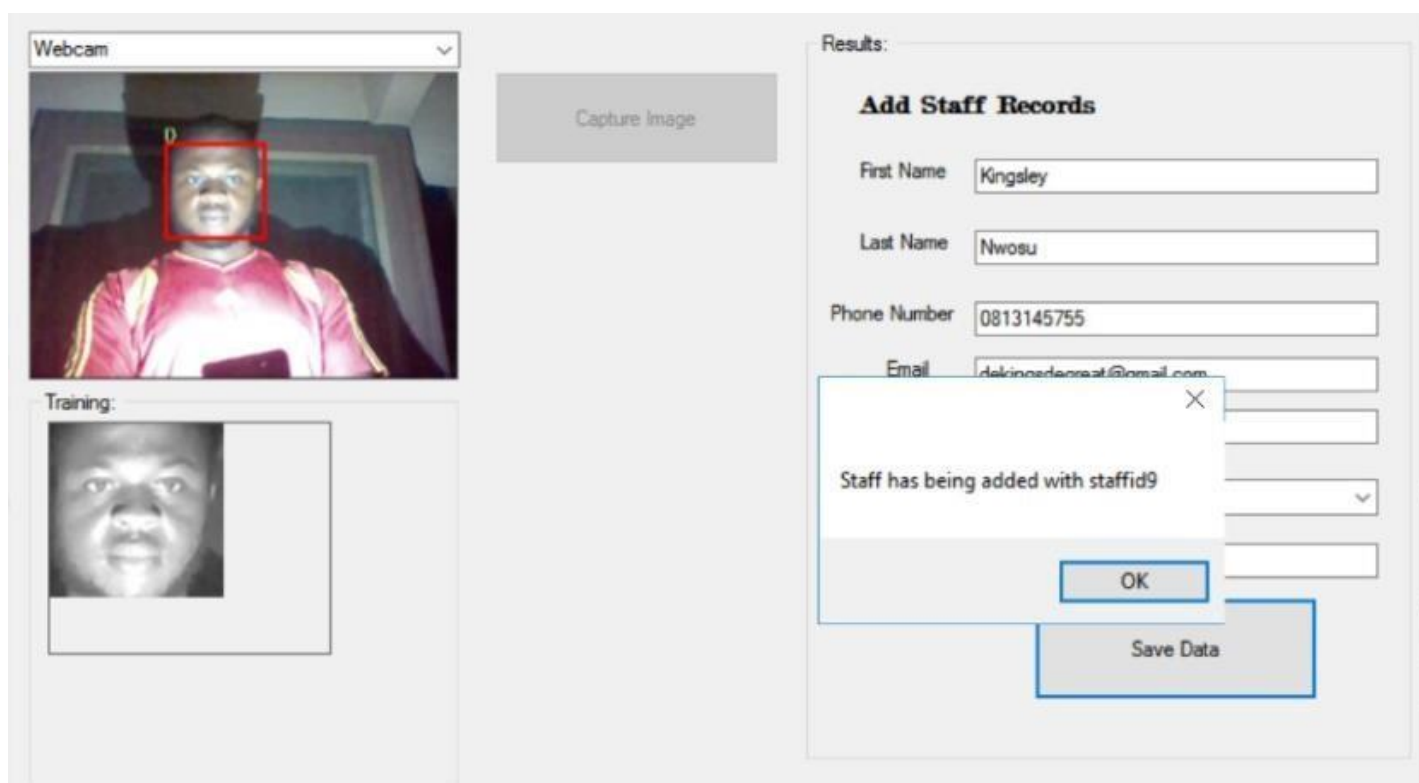 Webcam
D
Capture Image
Training:
Results:
Add Staff Records
First Name
Kingsley
Last Name
Nwosu
Phone Number
0813145755
Email
dekingsdegreat@gmail.com
Staff has being added with staffid9
OK
Save Data